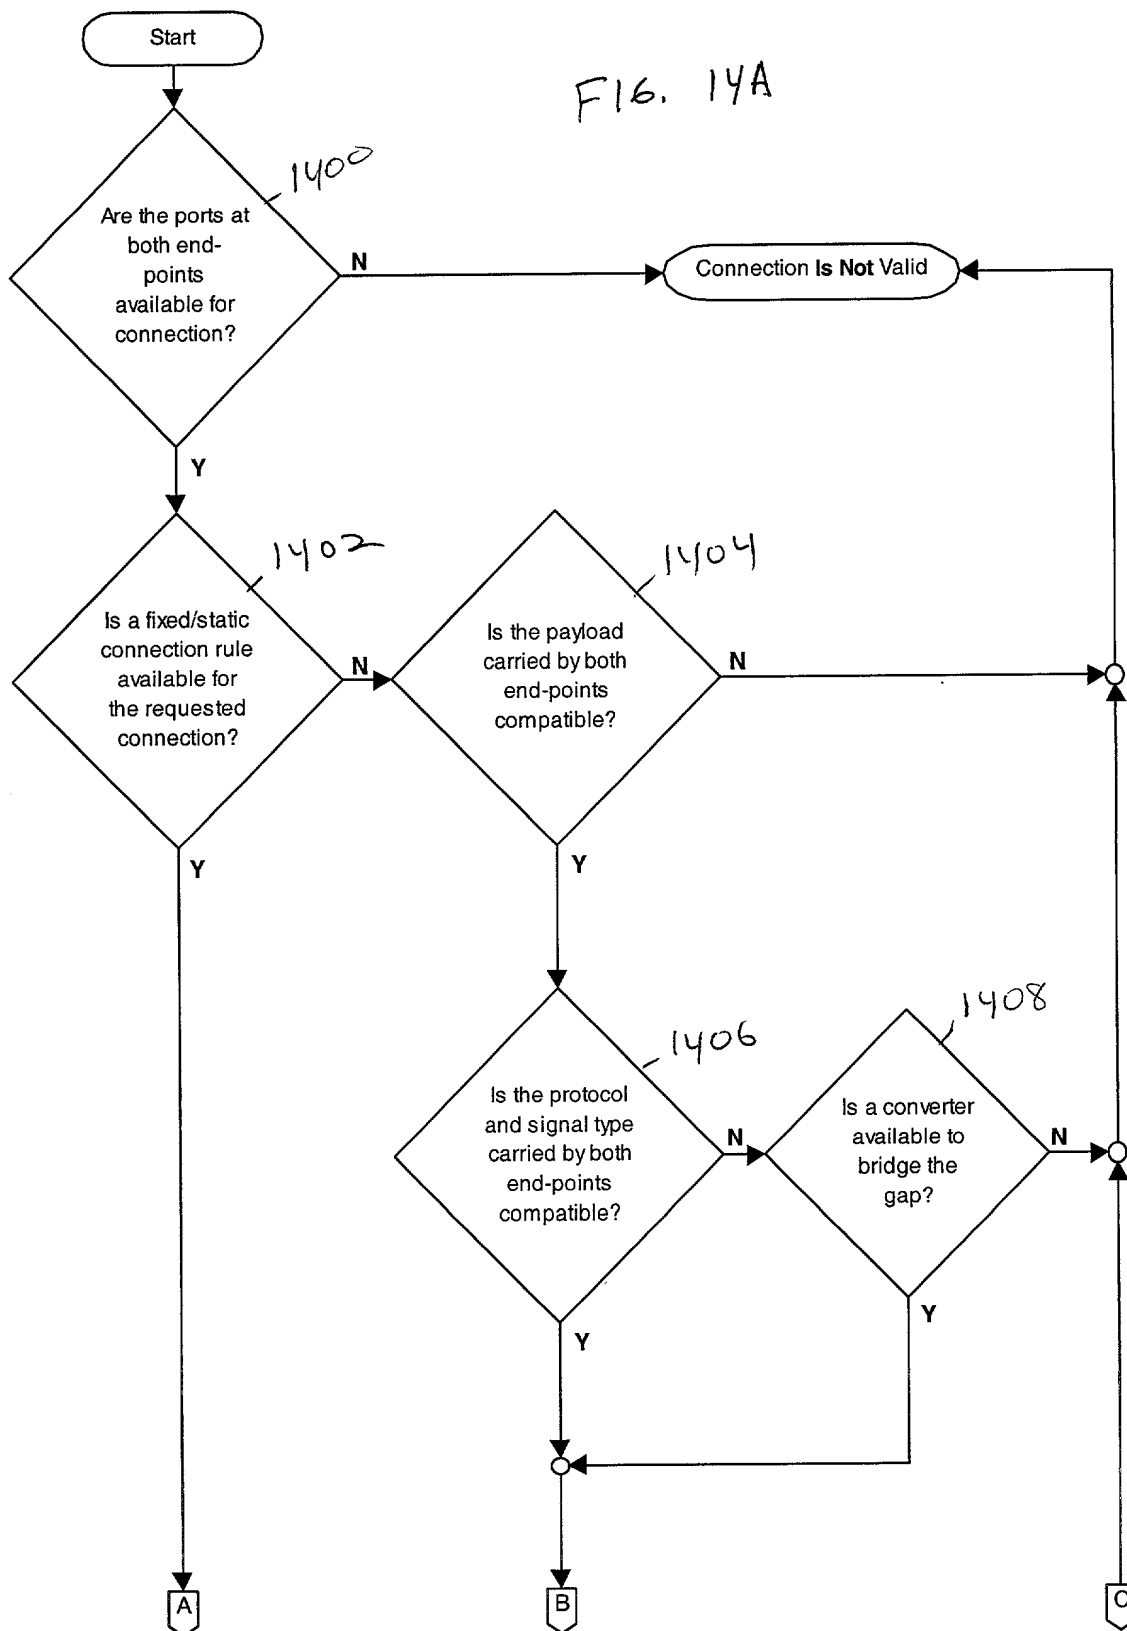 Start
FIG. 14A
1400
Are the ports at
both end-
points
available for
connection?
N
Connection Is Not Valid
Y
1402
Is a fixed/static
connection rule
available for
the requested
connection?
N
1404
Is the payload
carried by both
end-points
compatible?
N
Y
Y
1406
Is the protocol
and signal type
carried by both
end-points
compatible?
N
1408
Is a converter
available to
bridge the
gap?
N
Y
Y
A
B
C